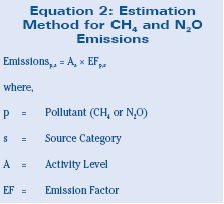 Equation 2: Estimation
Method for CH₄ and N₂O
Emissions
Emissionsₚ,ₛ = Aₛ × EFₚ,ₛ
where,
p = Pollutant (CH₄ or N₂O)
s = Source Category
A = Activity Level
EF = Emission Factor